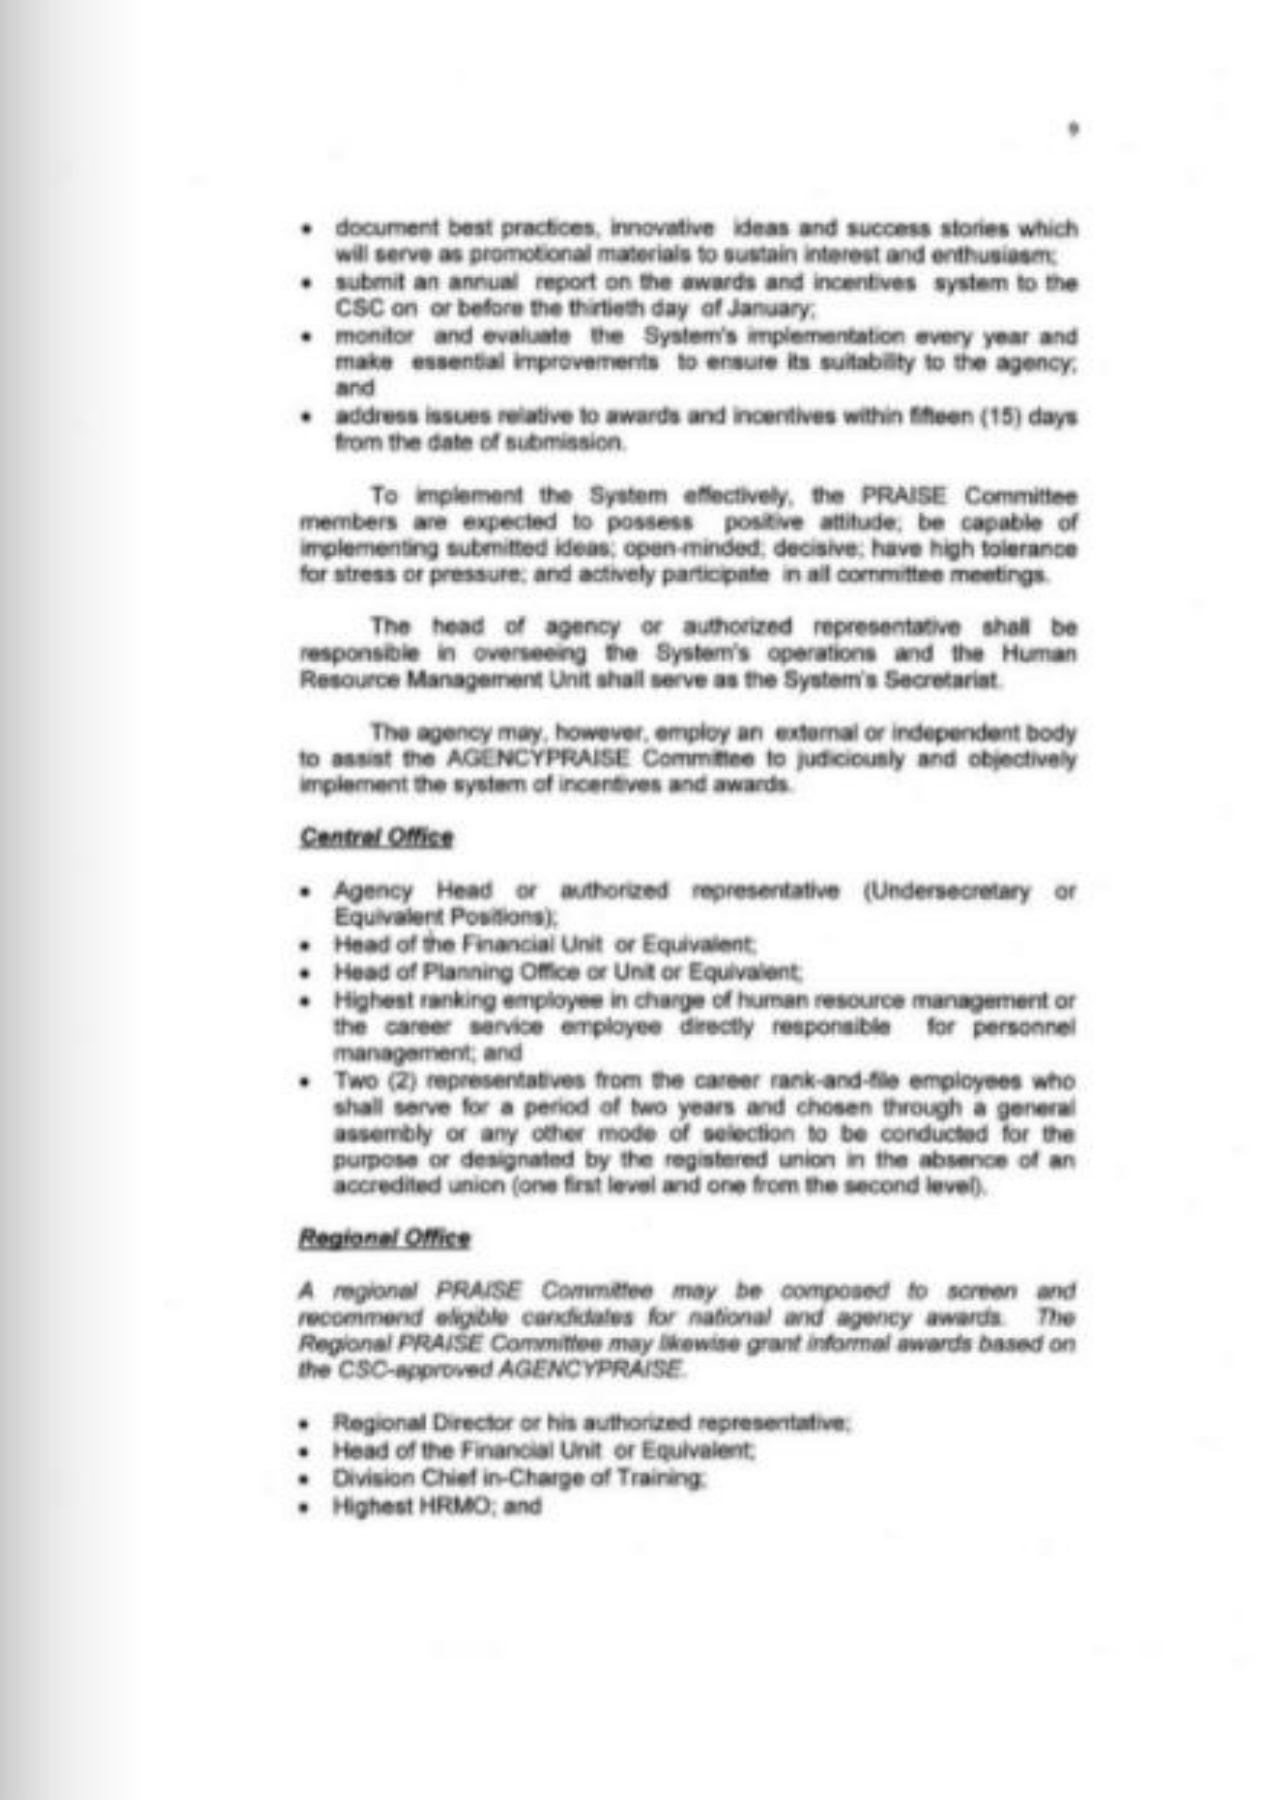 9
• document best practices, innovative ideas and success stories which
will serve as promotional materials to sustain interest and enthusiasm;
• submit an annual report on the awards and incentives system to the
CSC on or before the thirtieth day of January;
• monitor and evaluate the System's implementation every year and
make essential improvements to ensure its suitability to the agency;
and
• address issues relative to awards and incentives within fifteen (15) days
from the date of submission.
To implement the System effectively, the PRAISE Committee
members are expected to possess positive attitude; be capable of
implementing submitted ideas; open-minded; decisive; have high tolerance
for stress or pressure; and actively participate in all committee meetings.
The head of agency or authorized representative shall be
responsible in overseeing the System's operations and the Human
Resource Management Unit shall serve as the System's Secretariat.
The agency may, however, employ an external or independent body
to assist the AGENCYPRAISE Committee to judiciously and objectively
implement the system of incentives and awards.
Central Office
• Agency Head or authorized representative (Undersecretary or
Equivalent Positions);
• Head of the Financial Unit or Equivalent;
• Head of Planning Office or Unit or Equivalent;
• Highest ranking employee in charge of human resource management or
the career service employee directly responsible for personnel
management; and
• Two (2) representatives from the career rank-and-file employees who
shall serve for a period of two years and chosen through a general
assembly or any other mode of selection to be conducted for the
purpose or designated by the registered union in the absence of an
accredited union (one first level and one from the second level).
Regional Office
A regional PRAISE Committee may be composed to screen and
recommend eligible candidates for national and agency awards. The
Regional PRAISE Committee may likewise grant informal awards based on
the CSC-approved AGENCYPRAISE.
• Regional Director or his authorized representative;
• Head of the Financial Unit or Equivalent;
• Division Chief in-Charge of Training;
• Highest HRMO; and